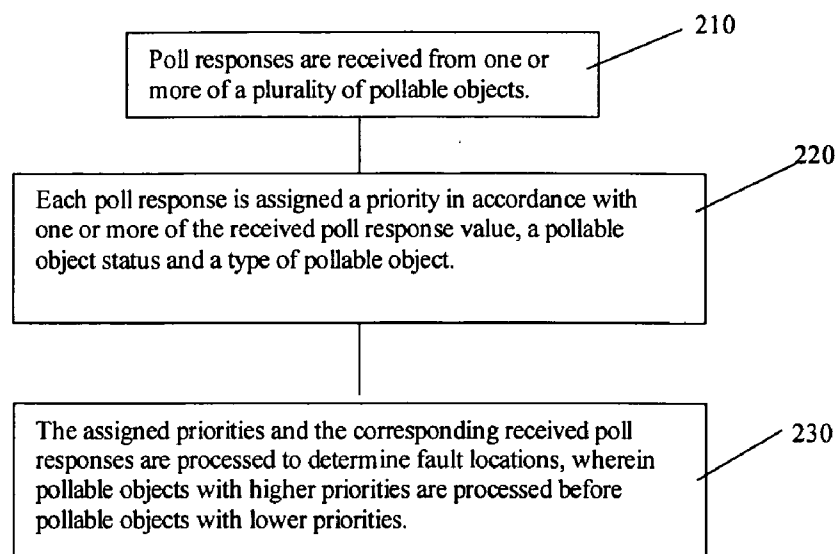 210
Poll responses are received from one or
more of a plurality of pollable objects.
220
Each poll response is assigned a priority in accordance with
one or more of the received poll response value, a pollable
object status and a type of pollable object.
230
The assigned priorities and the corresponding received poll
responses are processed to determine fault locations, wherein
pollable objects with higher priorities are processed before
pollable objects with lower priorities.